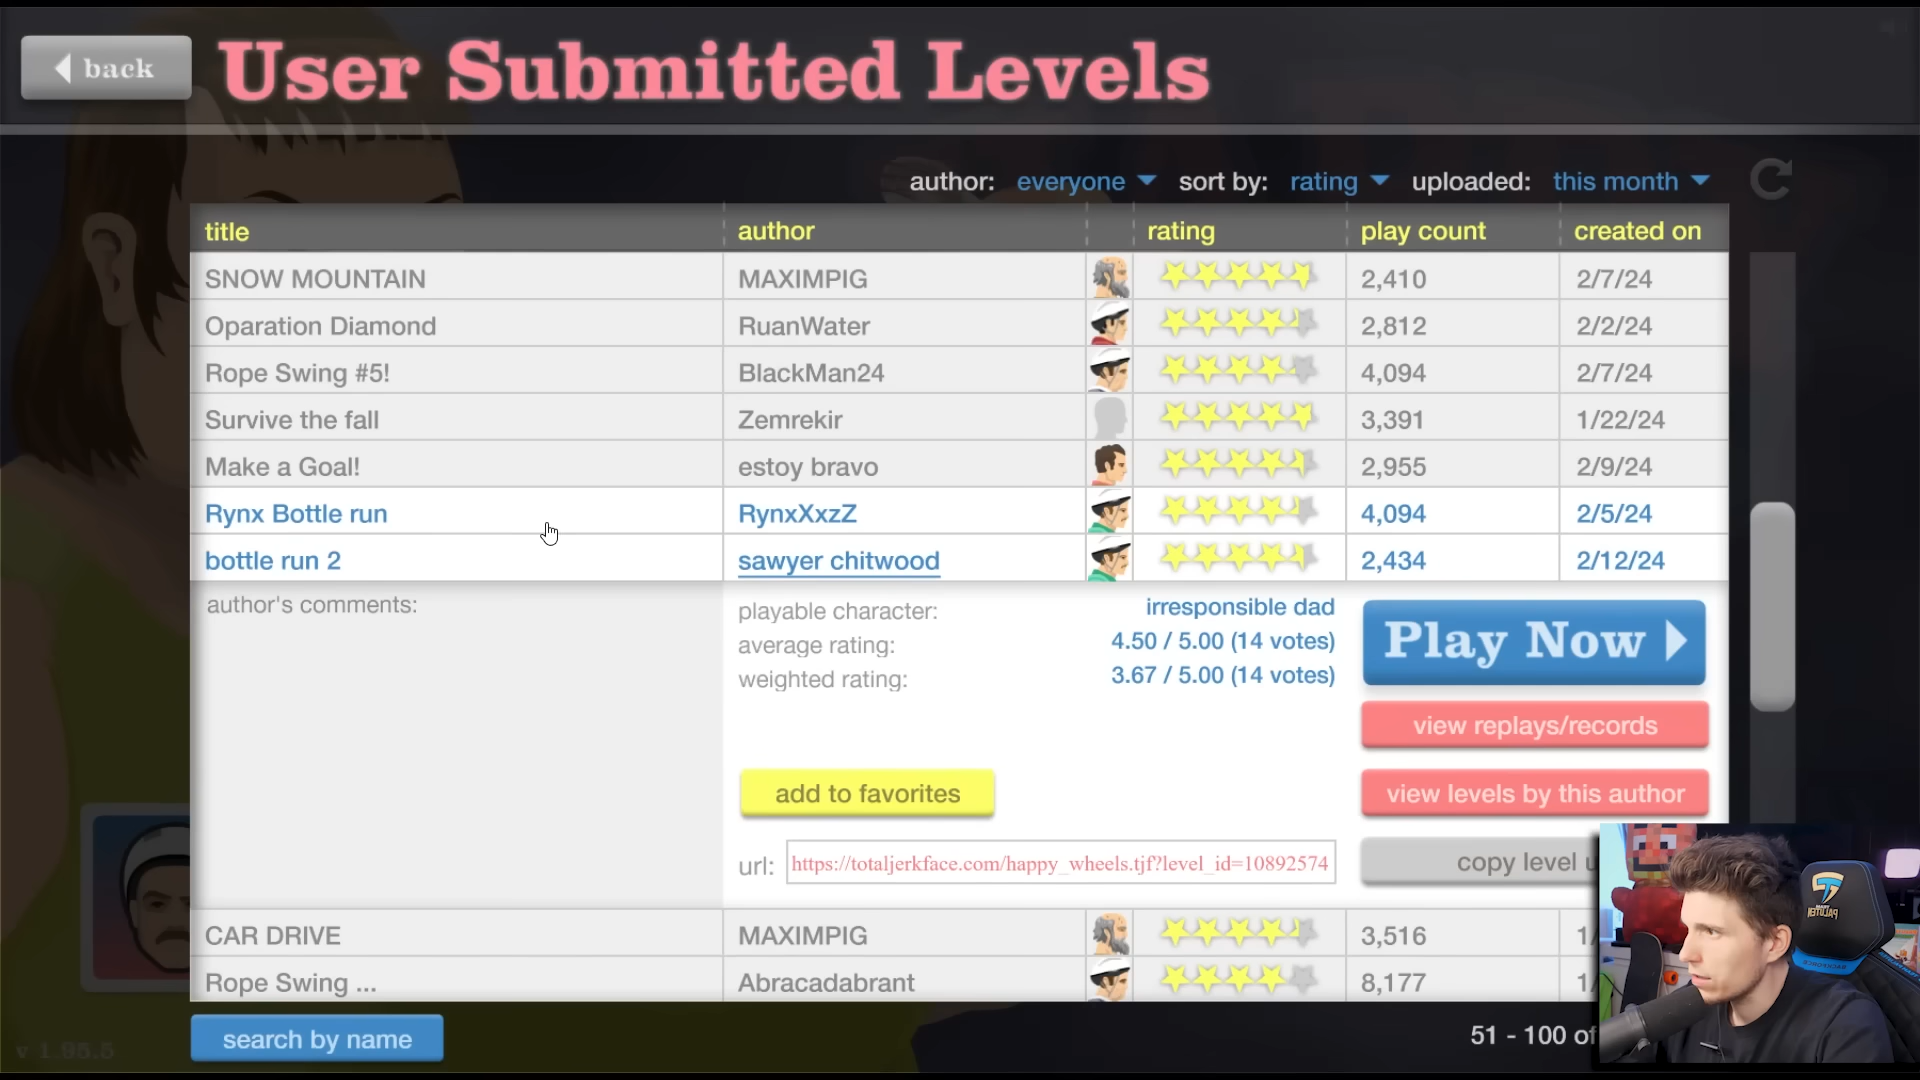 back
User Submitted Levels
author: everyone sort by: rating uploaded: this month
title author rating play count created on
SNOW MOUNTAIN MAXIMPIG 2,410 2/7/24
Oparation Diamond RuanWater 2,812 2/2/24
Rope Swing #5! BlackMan24 4,094 2/7/24
Survive the fall Zemrekir 3,391 1/22/24
Make a Goal! estoy bravo 2,955 2/9/24
Rynx Bottle run RynxXxzZ 4,094 2/5/24
bottle run 2 sawyer chitwood 2,434 2/12/24
author's comments:
playable character: irresponsible dad
average rating: 4.50 / 5.00 (14 votes)
weighted rating: 3.67 / 5.00 (14 votes)
Play Now
view replays/records
add to favorites
view levels by this author
url: https://totaljerkface.com/happy_wheels.tjf?level_id=10892574
copy level u
CAR DRIVE MAXIMPIG 3,516 1/
Rope Swing ... Abracadabrant 8,177 1/
search by name
51 - 100 of
v 1.95.5